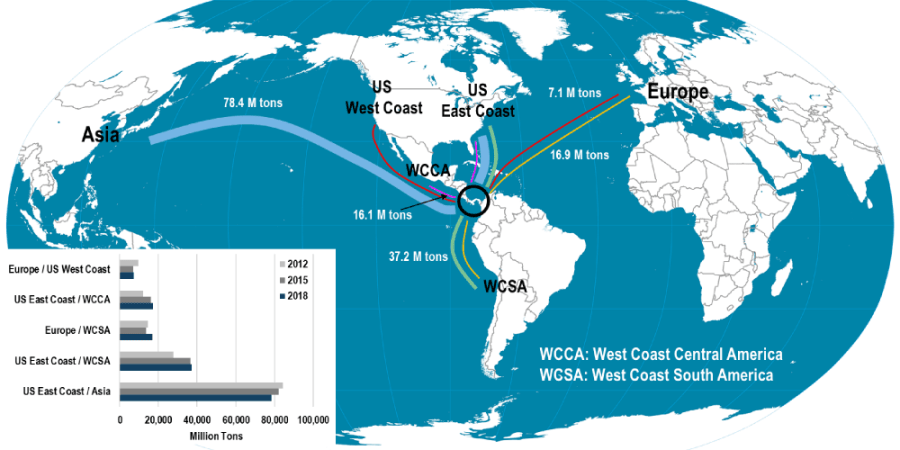 US
West Coast
US
East Coast
Europe
Asia
WCCA
WCSA
78.4 M tons
7.1 M tons
16.9 M tons
16.1 M tons
37.2 M tons
WCCA: West Coast Central America
WCSA: West Coast South America
2012
2015
2018
Europe / US West Coast
US East Coast / WCCA
Europe / WCSA
US East Coast / WCSA
US East Coast / Asia
0
20,000
40,000
60,000
80,000
100,000
Million Tons